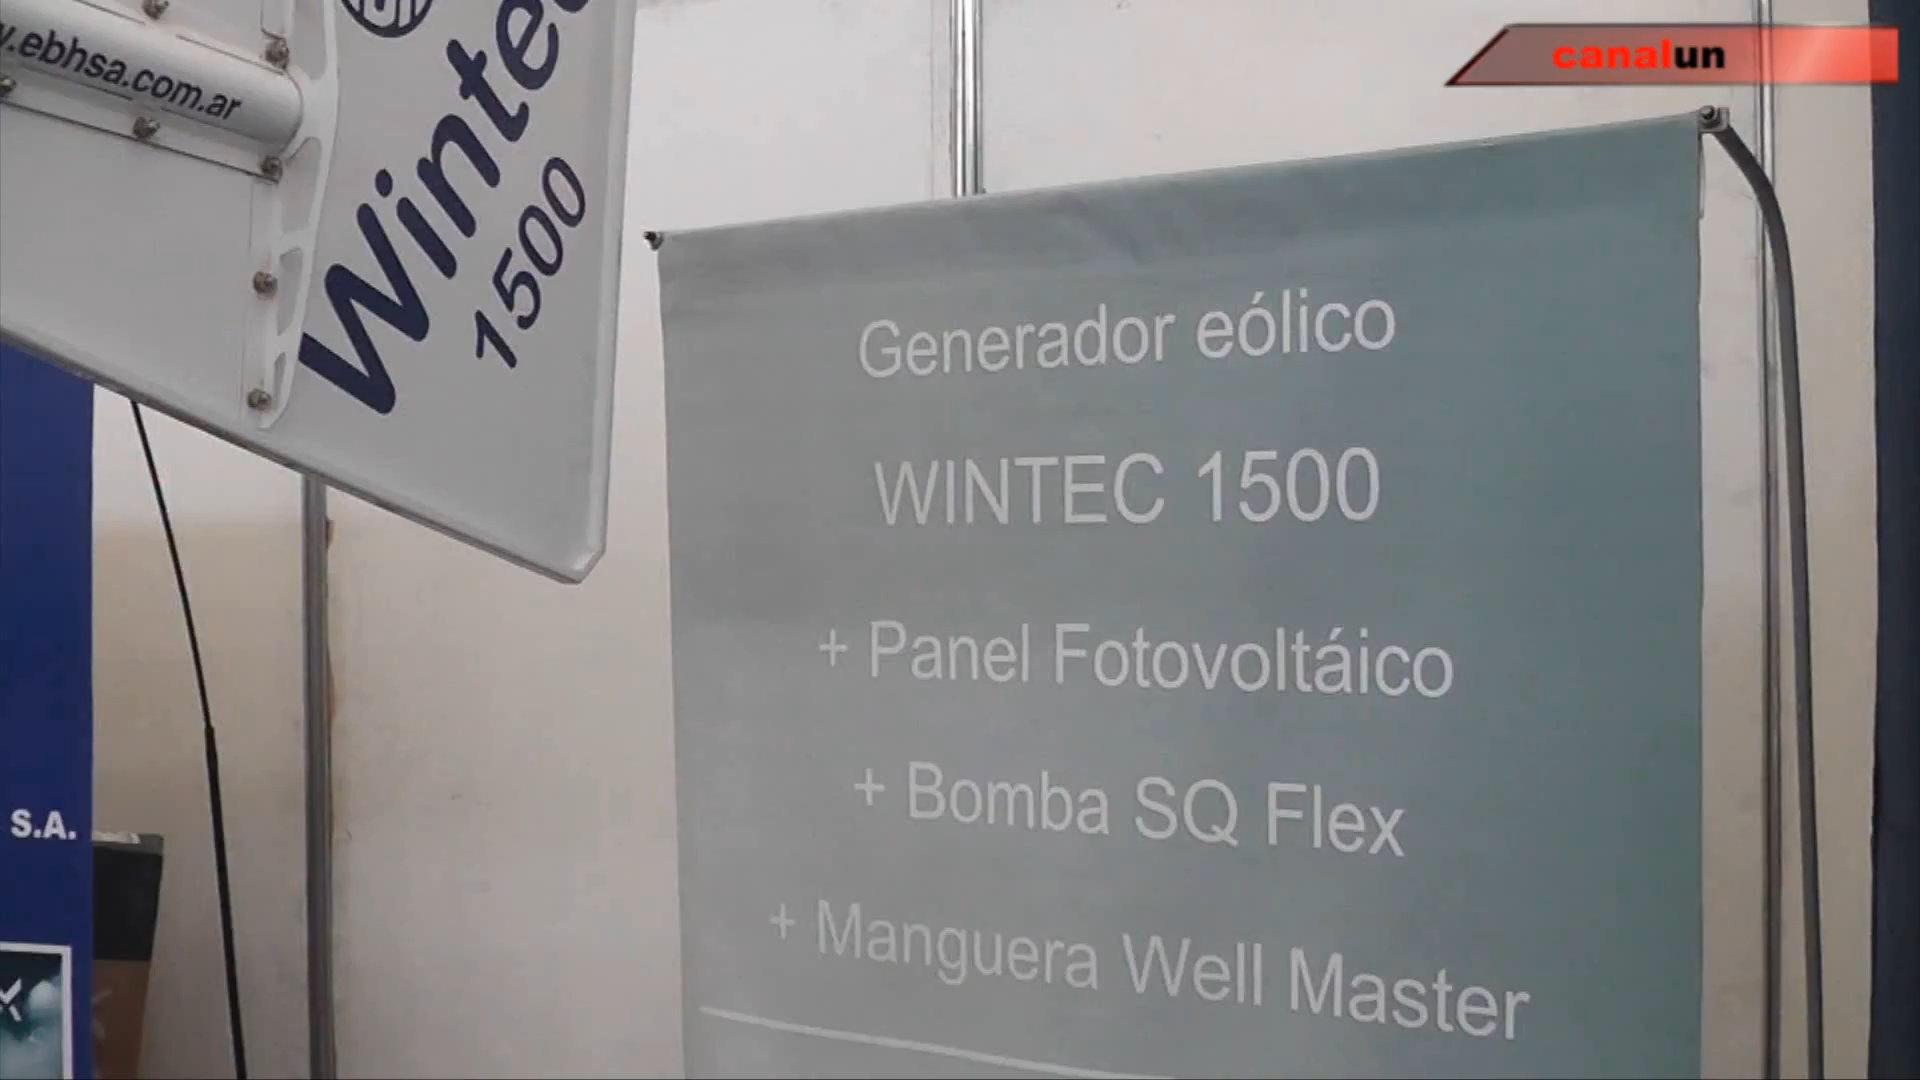 canalun
.ebhsa.com.ar
Wintec
1500
Generador eólico
WINTEC 1500
+ Panel Fotovoltáico
+ Bomba SQ Flex
+ Manguera Well Master
S.A.